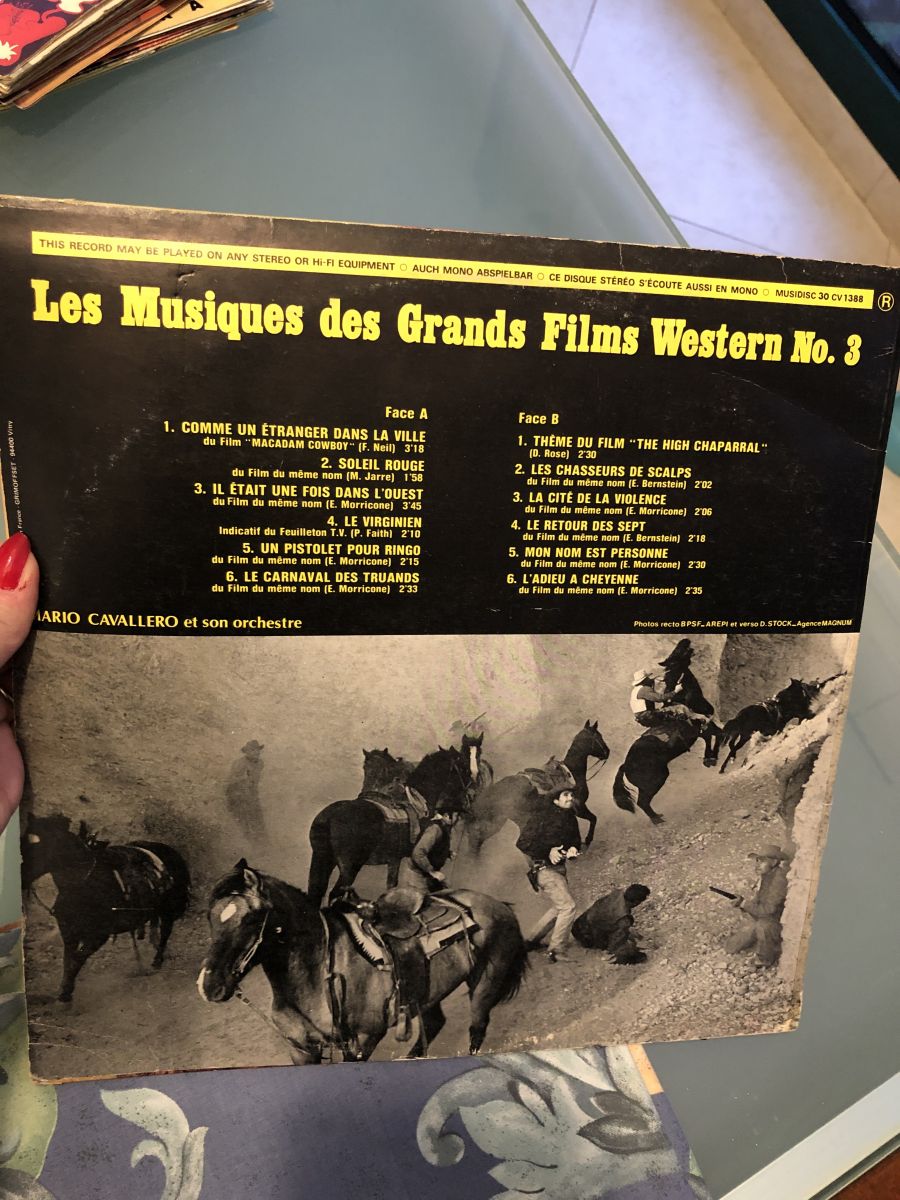 THIS RECORD MAY BE PLAYED ON ANY STEREO OR Hi-Fi EQUIPMENT ○ AUCH MONO ABSPIELBAR ○ CE DISQUE STÉRÉO S'ÉCOUTE AUSSI EN MONO ○ MUSIDISC 30 CV 1388
®
Les Musiques des Grands Films Western No. 3
Face A
1. COMME UN ÉTRANGER DANS LA VILLE
du Film "MACADAM COWBOY" (F. Neil) 3'18
2. SOLEIL ROUGE
du Film du même nom (M. Jarre) 1'58
3. IL ÉTAIT UNE FOIS DANS L'OUEST
du Film du même nom (E. Morricone) 3'45
4. LE VIRGINIEN
Indicatif du Feuilleton T.V. (P. Faith) 2'10
5. UN PISTOLET POUR RINGO
du Film du même nom (E. Morricone) 2'15
6. LE CARNAVAL DES TRUANDS
du Film du même nom (E. Morricone) 2'33
Face B
1. THÊME DU FILM "THE HIGH CHAPARRAL"
(D. Rose) 2'30
2. LES CHASSEURS DE SCALPS
du Film du même nom (E. Bernstein) 2'02
3. LA CITÉ DE LA VIOLENCE
du Film du même nom (E. Morricone) 2'06
4. LE RETOUR DES SEPT
du Film du même nom (E. Bernstein) 2'18
5. MON NOM EST PERSONNE
du Film du même nom (E. Morricone) 2'30
6. L'ADIEU A CHEYENNE
du Film du même nom (E. Morricone) 2'35
ARIO CAVALLERO et son orchestre
Photos recto BPSF_AREPI et verso D.STOCK_Agence MAGNUM
France - GRIMOFFSET - 94400 Vitry